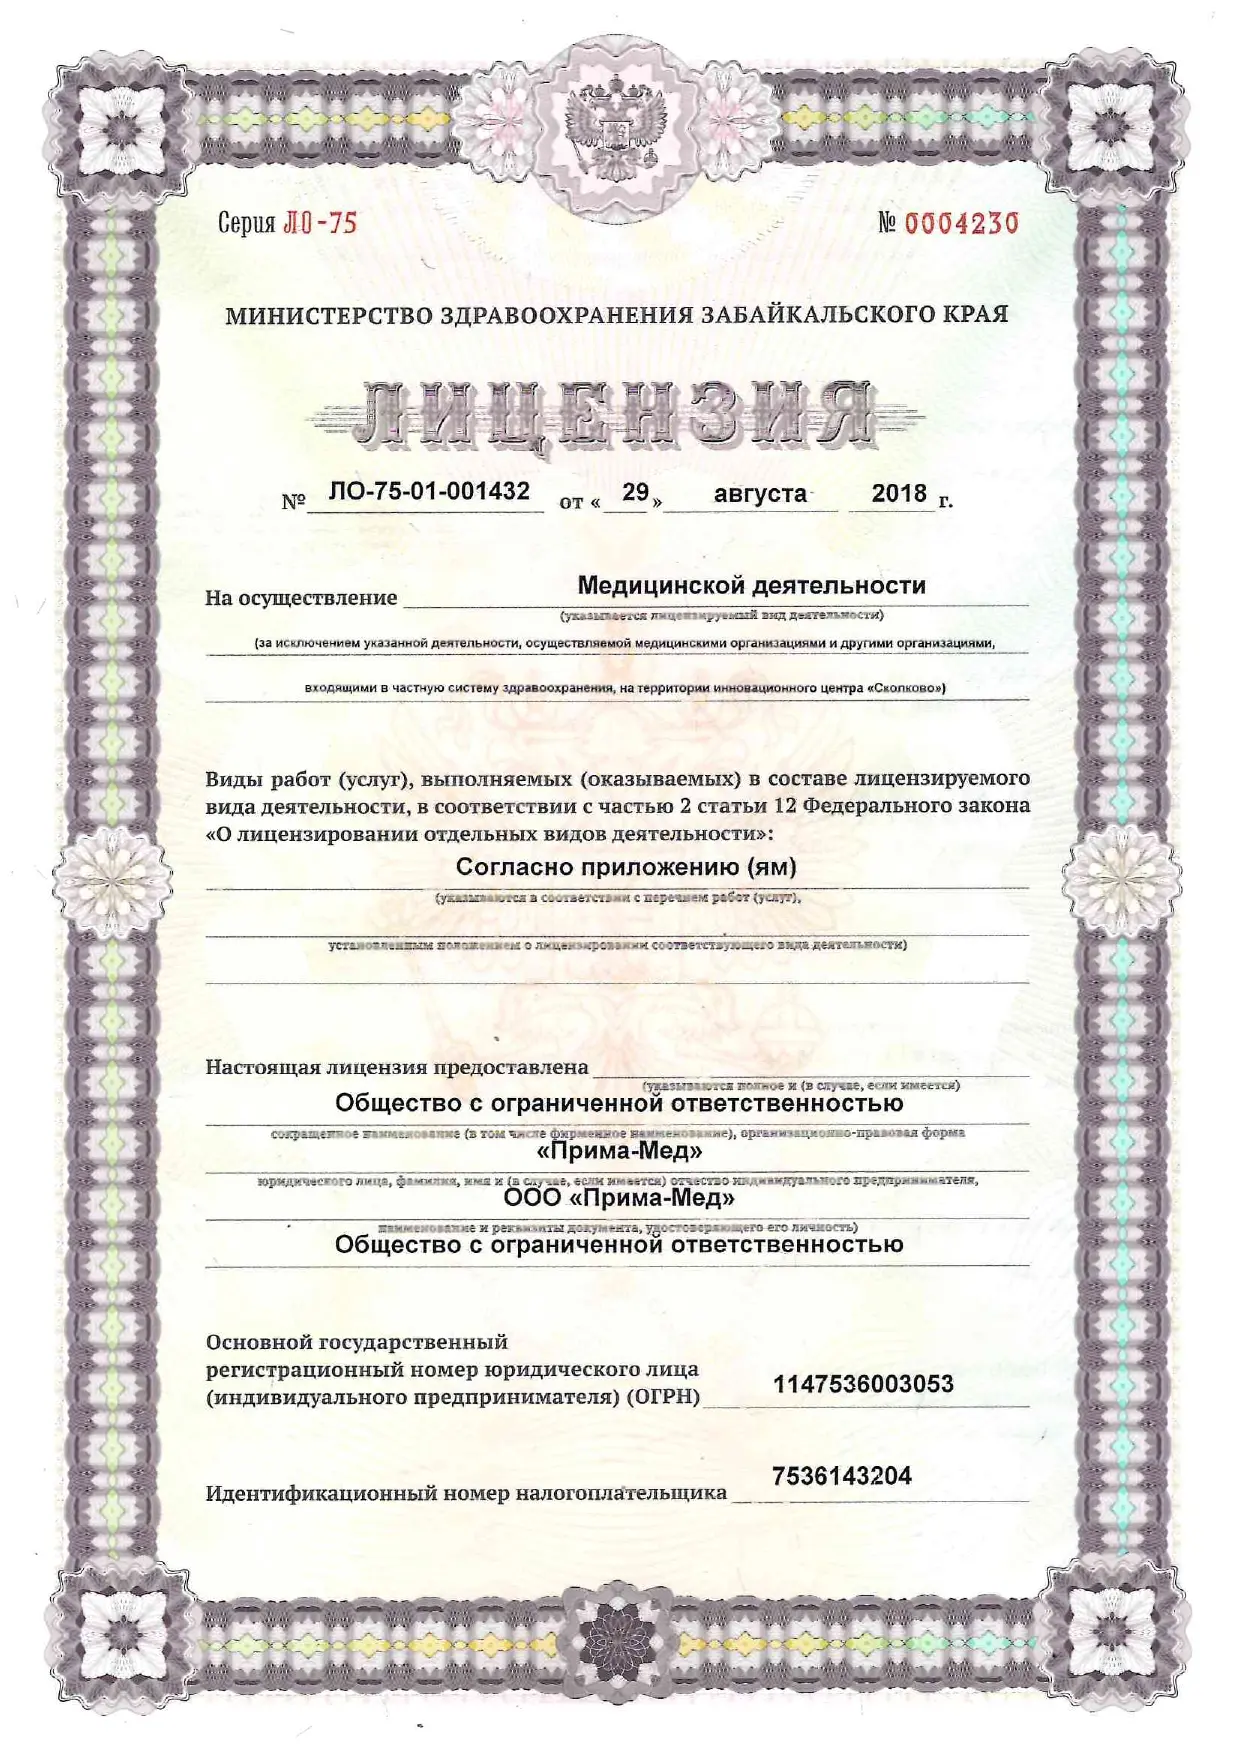 Серия ЛО-75
№ 0004230
МИНИСТЕРСТВО ЗДРАВООХРАНЕНИЯ ЗАБАЙКАЛЬСКОГО КРАЯ
ЛИЦЕНЗИЯ
№ ЛО-75-01-001432 от « 29 » августа 2018 г.
На осуществление Медицинской деятельности
(указывается лицензируемый вид деятельности)
(за исключением указанной деятельности, осуществляемой медицинскими организациями и другими организациями,
входящими в частную систему здравоохранения, на территории инновационного центра «Сколково»)
Виды работ (услуг), выполняемых (оказываемых) в составе лицензируемого
вида деятельности, в соответствии с частью 2 статьи 12 Федерального закона
«О лицензировании отдельных видов деятельности»:
Согласно приложению (ям)
(указываются в соответствии с перечнем работ (услуг),
установленным положением о лицензировании соответствующего вида деятельности)
Настоящая лицензия предоставлена
(указываются полное и (в случае, если имеется)
Общество с ограниченной ответственностью
сокращенное наименование (в том числе фирменное наименование), организационно-правовая форма
«Прима-Мед»
юридического лица, фамилия, имя и (в случае, если имеется) отчество индивидуального предпринимателя,
ООО «Прима-Мед»
наименование и реквизиты документа, удостоверяющего его личность)
Общество с ограниченной ответственностью
Основной государственный
регистрационный номер юридического лица
(индивидуального предпринимателя) (ОГРН) 1147536003053
Идентификационный номер налогоплательщика 7536143204